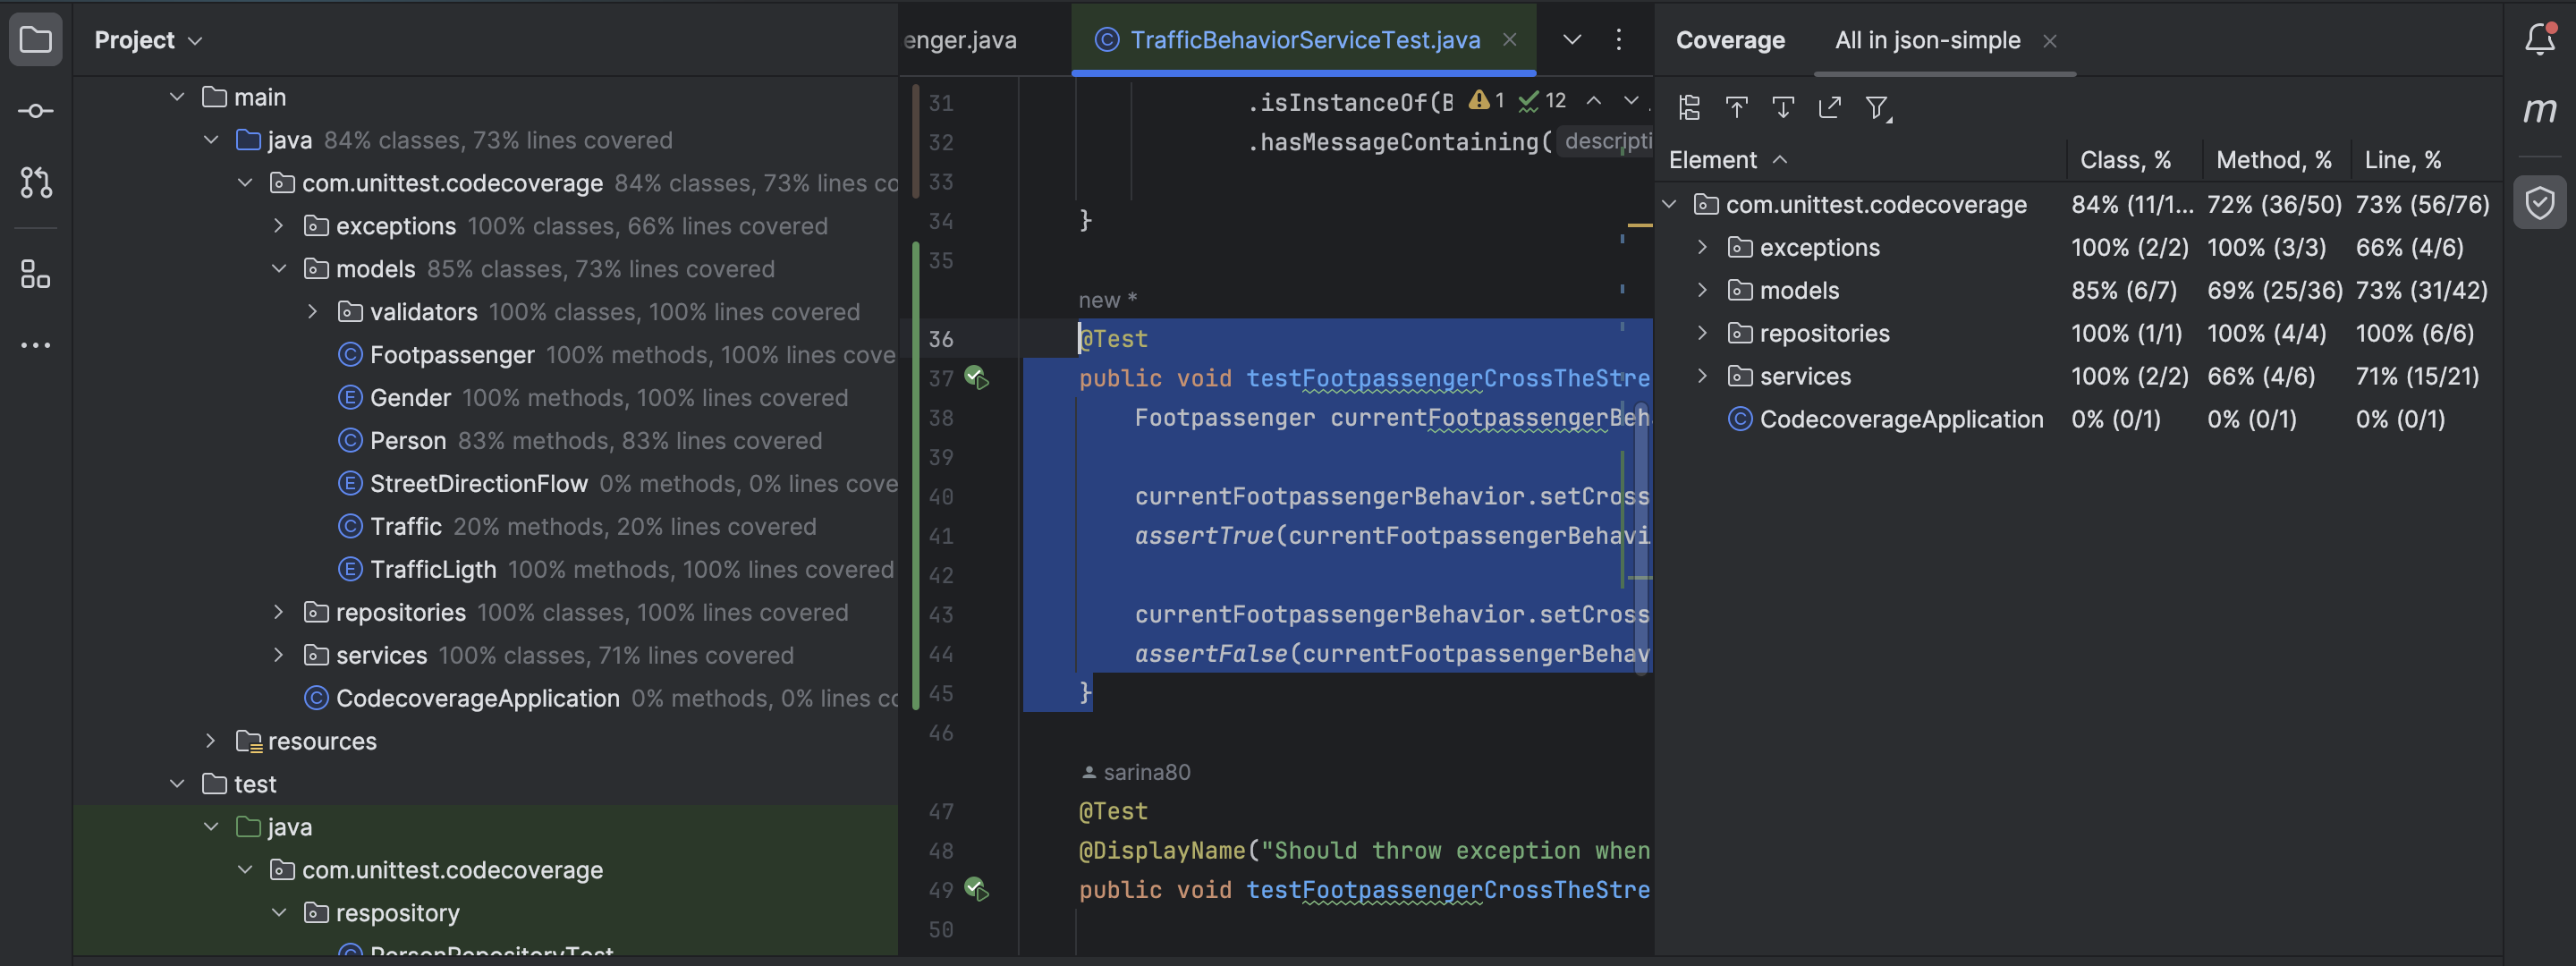 Project
main
java 84% classes, 73% lines covered
com.unittest.codecoverage 84% classes, 73% lines co
exceptions 100% classes, 66% lines covered
models 85% classes, 73% lines covered
validators 100% classes, 100% lines covered
Footpassenger 100% methods, 100% lines cove
Gender 100% methods, 100% lines covered
Person 83% methods, 83% lines covered
StreetDirectionFlow 0% methods, 0% lines cove
Traffic 20% methods, 20% lines covered
TrafficLigth 100% methods, 100% lines covered
repositories 100% classes, 100% lines covered
services 100% classes, 71% lines covered
CodecoverageApplication 0% methods, 0% lines co
resources
test
java
com.unittest.codecoverage
respository
PersonRepositoryTest
enger.java
TrafficBehaviorServiceTest.java
31 .isInstanceOf(B 1 12
32 .hasMessageContaining( descripti
33
34 }
35
new *
36 @Test
37 public void testFootpassengerCrossTheStre
38 Footpassenger currentFootpassengerBeh
39
40 currentFootpassengerBehavior.setCross
41 assertTrue(currentFootpassengerBehavi
42
43 currentFootpassengerBehavior.setCross
44 assertFalse(currentFootpassengerBehav
45 }
46
sarina80
47 @Test
48 @DisplayName("Should throw exception when
49 public void testFootpassengerCrossTheStre
50
Coverage All in json-simple
Element Class, % Method, % Line, %
com.unittest.codecoverage 84% (11/1... 72% (36/50) 73% (56/76)
exceptions 100% (2/2) 100% (3/3) 66% (4/6)
models 85% (6/7) 69% (25/36) 73% (31/42)
repositories 100% (1/1) 100% (4/4) 100% (6/6)
services 100% (2/2) 66% (4/6) 71% (15/21)
CodecoverageApplication 0% (0/1) 0% (0/1) 0% (0/1)
m